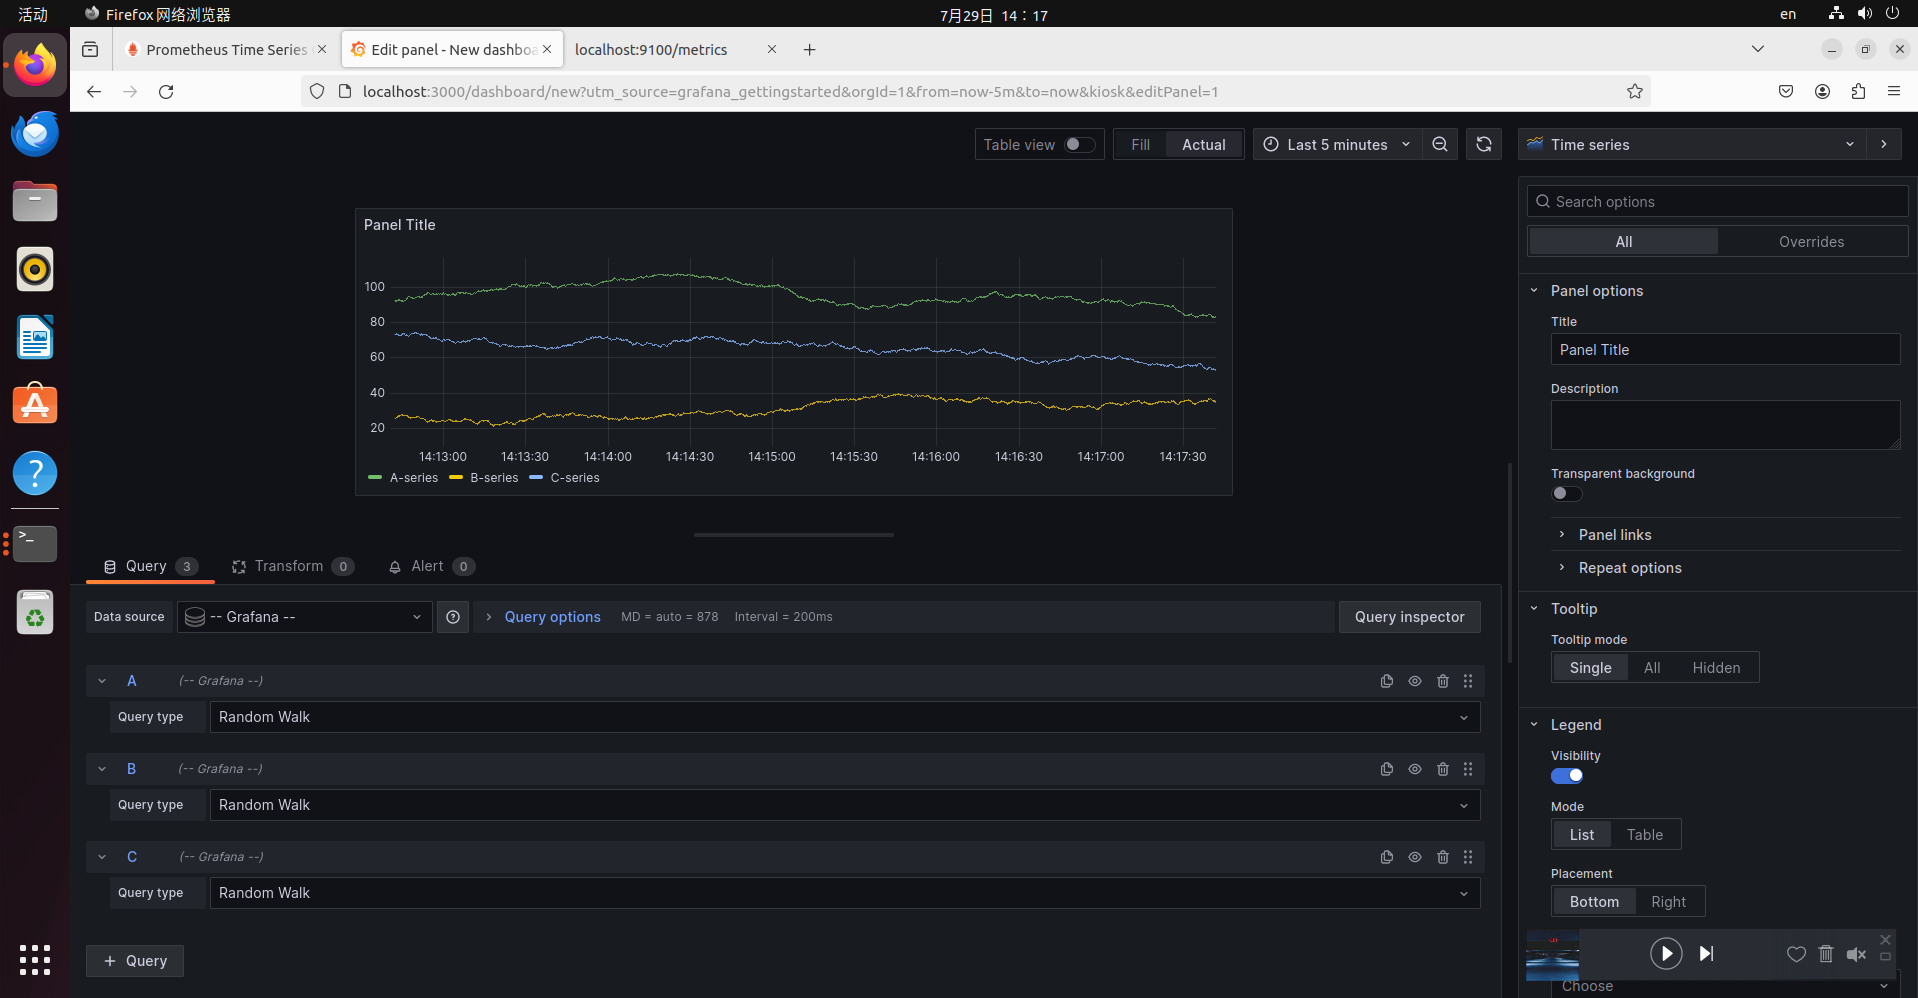 活动
Firefox 网络浏览器
7月29日 14：17
en
Prometheus Time Series
Edit panel - New dashboa
localhost:9100/metrics
localhost:3000/dashboard/new?utm_source=grafana_gettingstarted&orgId=1&from=now-5m&to=now&kiosk&editPanel=1
Table view
Fill
Actual
Last 5 minutes
Time series
Panel Title
100
80
60
40
20
14:13:00
14:13:30
14:14:00
14:14:30
14:15:00
14:15:30
14:16:00
14:16:30
14:17:00
14:17:30
A-series
B-series
C-series
Query 3
Transform 0
Alert 0
Data source
-- Grafana --
Query options
MD = auto = 878
Interval = 200ms
Query inspector
A
(-- Grafana --)
Query type
Random Walk
B
(-- Grafana --)
Query type
Random Walk
C
(-- Grafana --)
Query type
Random Walk
+ Query
Search options
All
Overrides
Panel options
Title
Panel Title
Description
Transparent background
Panel links
Repeat options
Tooltip
Tooltip mode
Single
All
Hidden
Legend
Visibility
Mode
List
Table
Placement
Bottom
Right
Choose